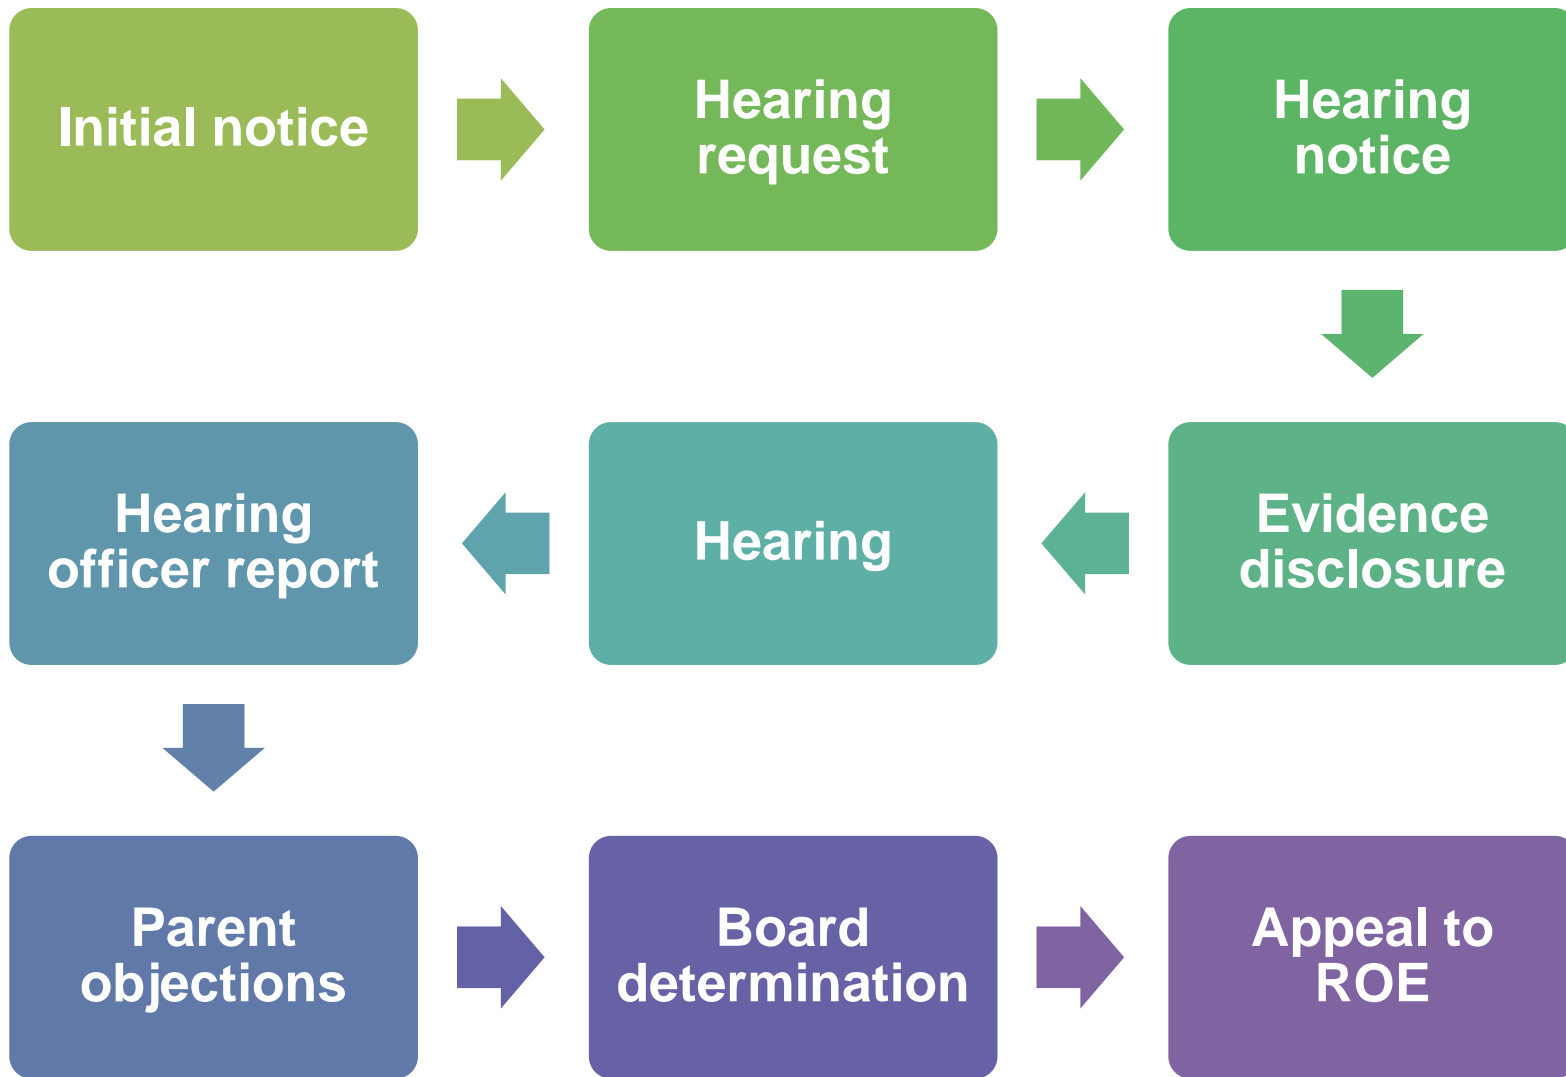 Initial notice
Hearing
request
Hearing
notice
Evidence
disclosure
Hearing
Hearing
officer report
Parent
objections
Board
determination
Appeal to
ROE